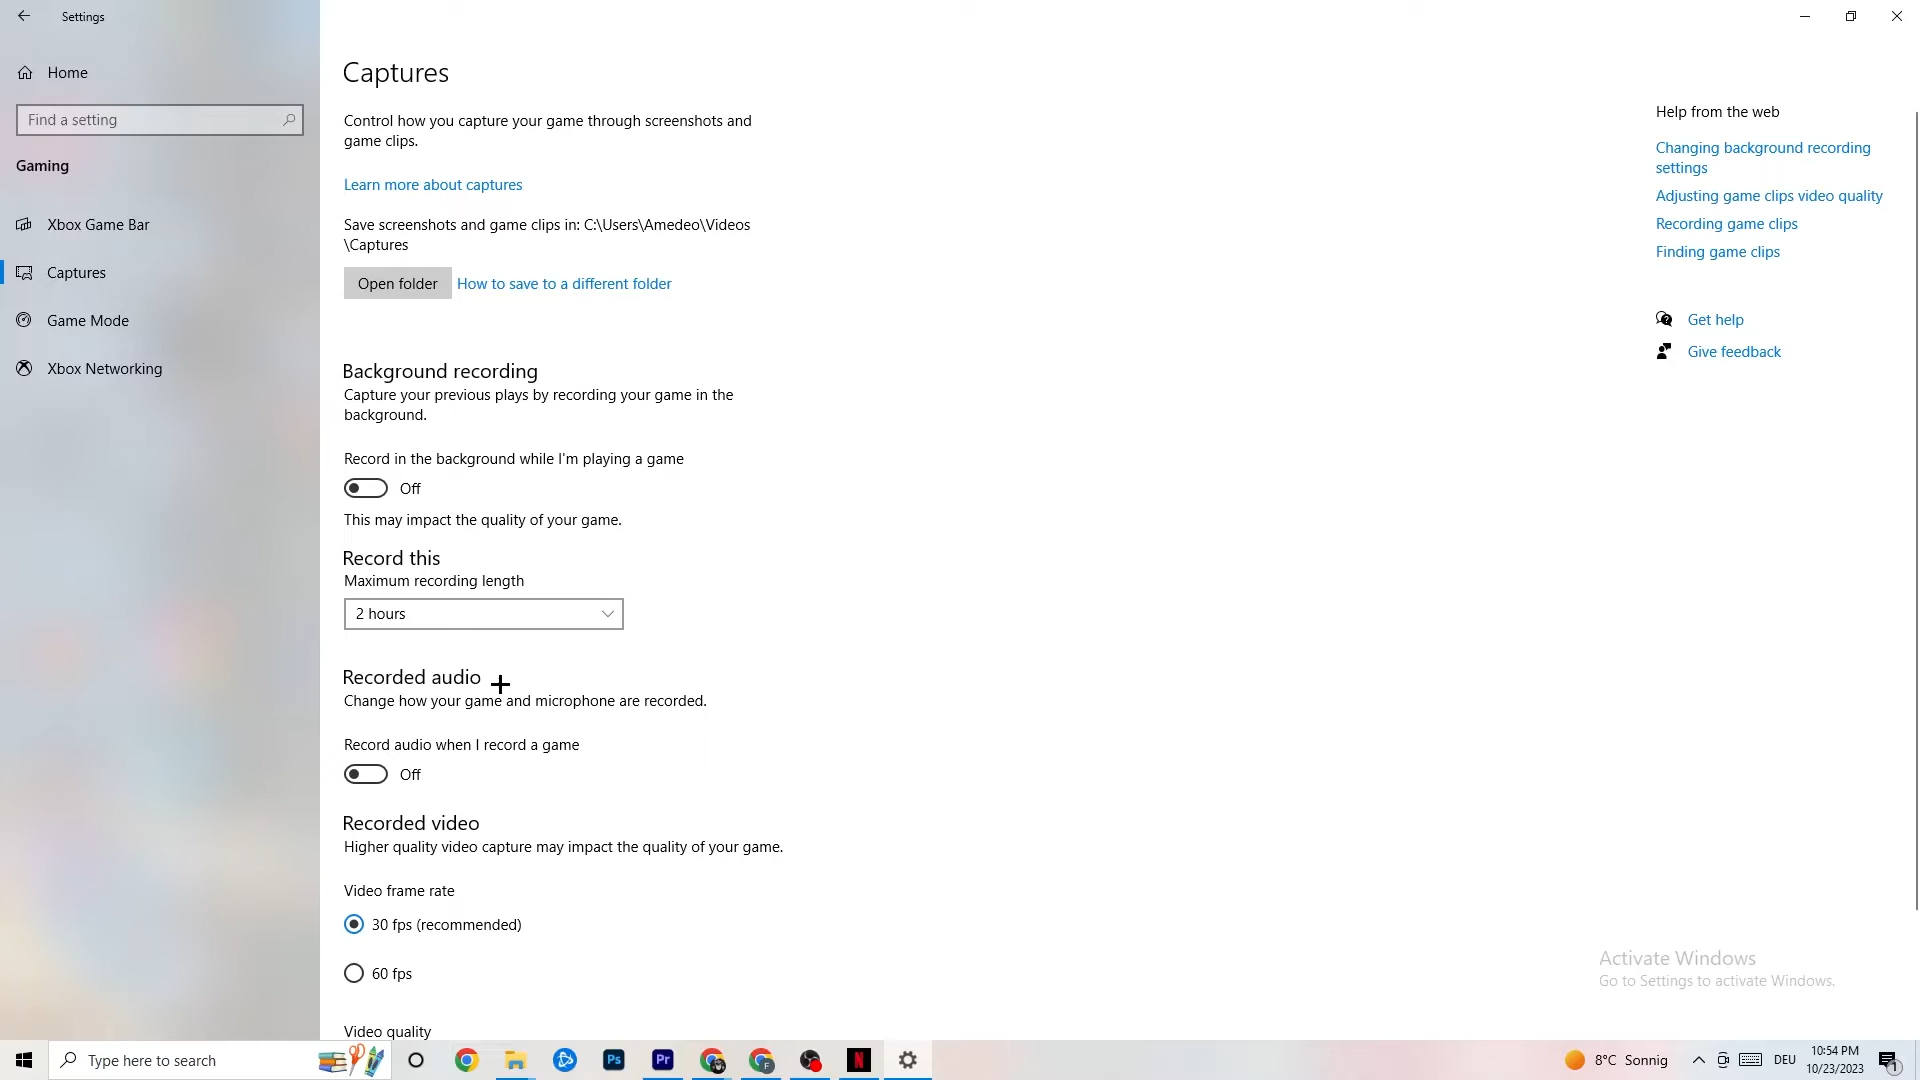 Settings
Home
Find a setting
Gaming
Xbox Game Bar
Captures
Game Mode
Xbox Networking
Captures
Control how you capture your game through screenshots and
game clips.
Learn more about captures
Save screenshots and game clips in: C:\Users\Amedeo\Videos
\Captures
Open folder
How to save to a different folder
Background recording
Capture your previous plays by recording your game in the
background.
Record in the background while I'm playing a game
Off
This may impact the quality of your game.
Record this
Maximum recording length
2 hours
Recorded audio
Change how your game and microphone are recorded.
Record audio when I record a game
Off
Recorded video
Higher quality video capture may impact the quality of your game.
Video frame rate
30 fps (recommended)
60 fps
Video quality
Help from the web
Changing background recording
settings
Adjusting game clips video quality
Recording game clips
Finding game clips
Get help
Give feedback
Activate Windows
Go to Settings to activate Windows.
Type here to search
Ps
Pr
F
N
8°C Sonnig
DEU
10:54 PM
10/23/2023
1